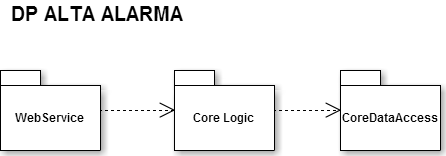 DP ALTA ALARMA
WebService
Core Logic
CoreDataAccess